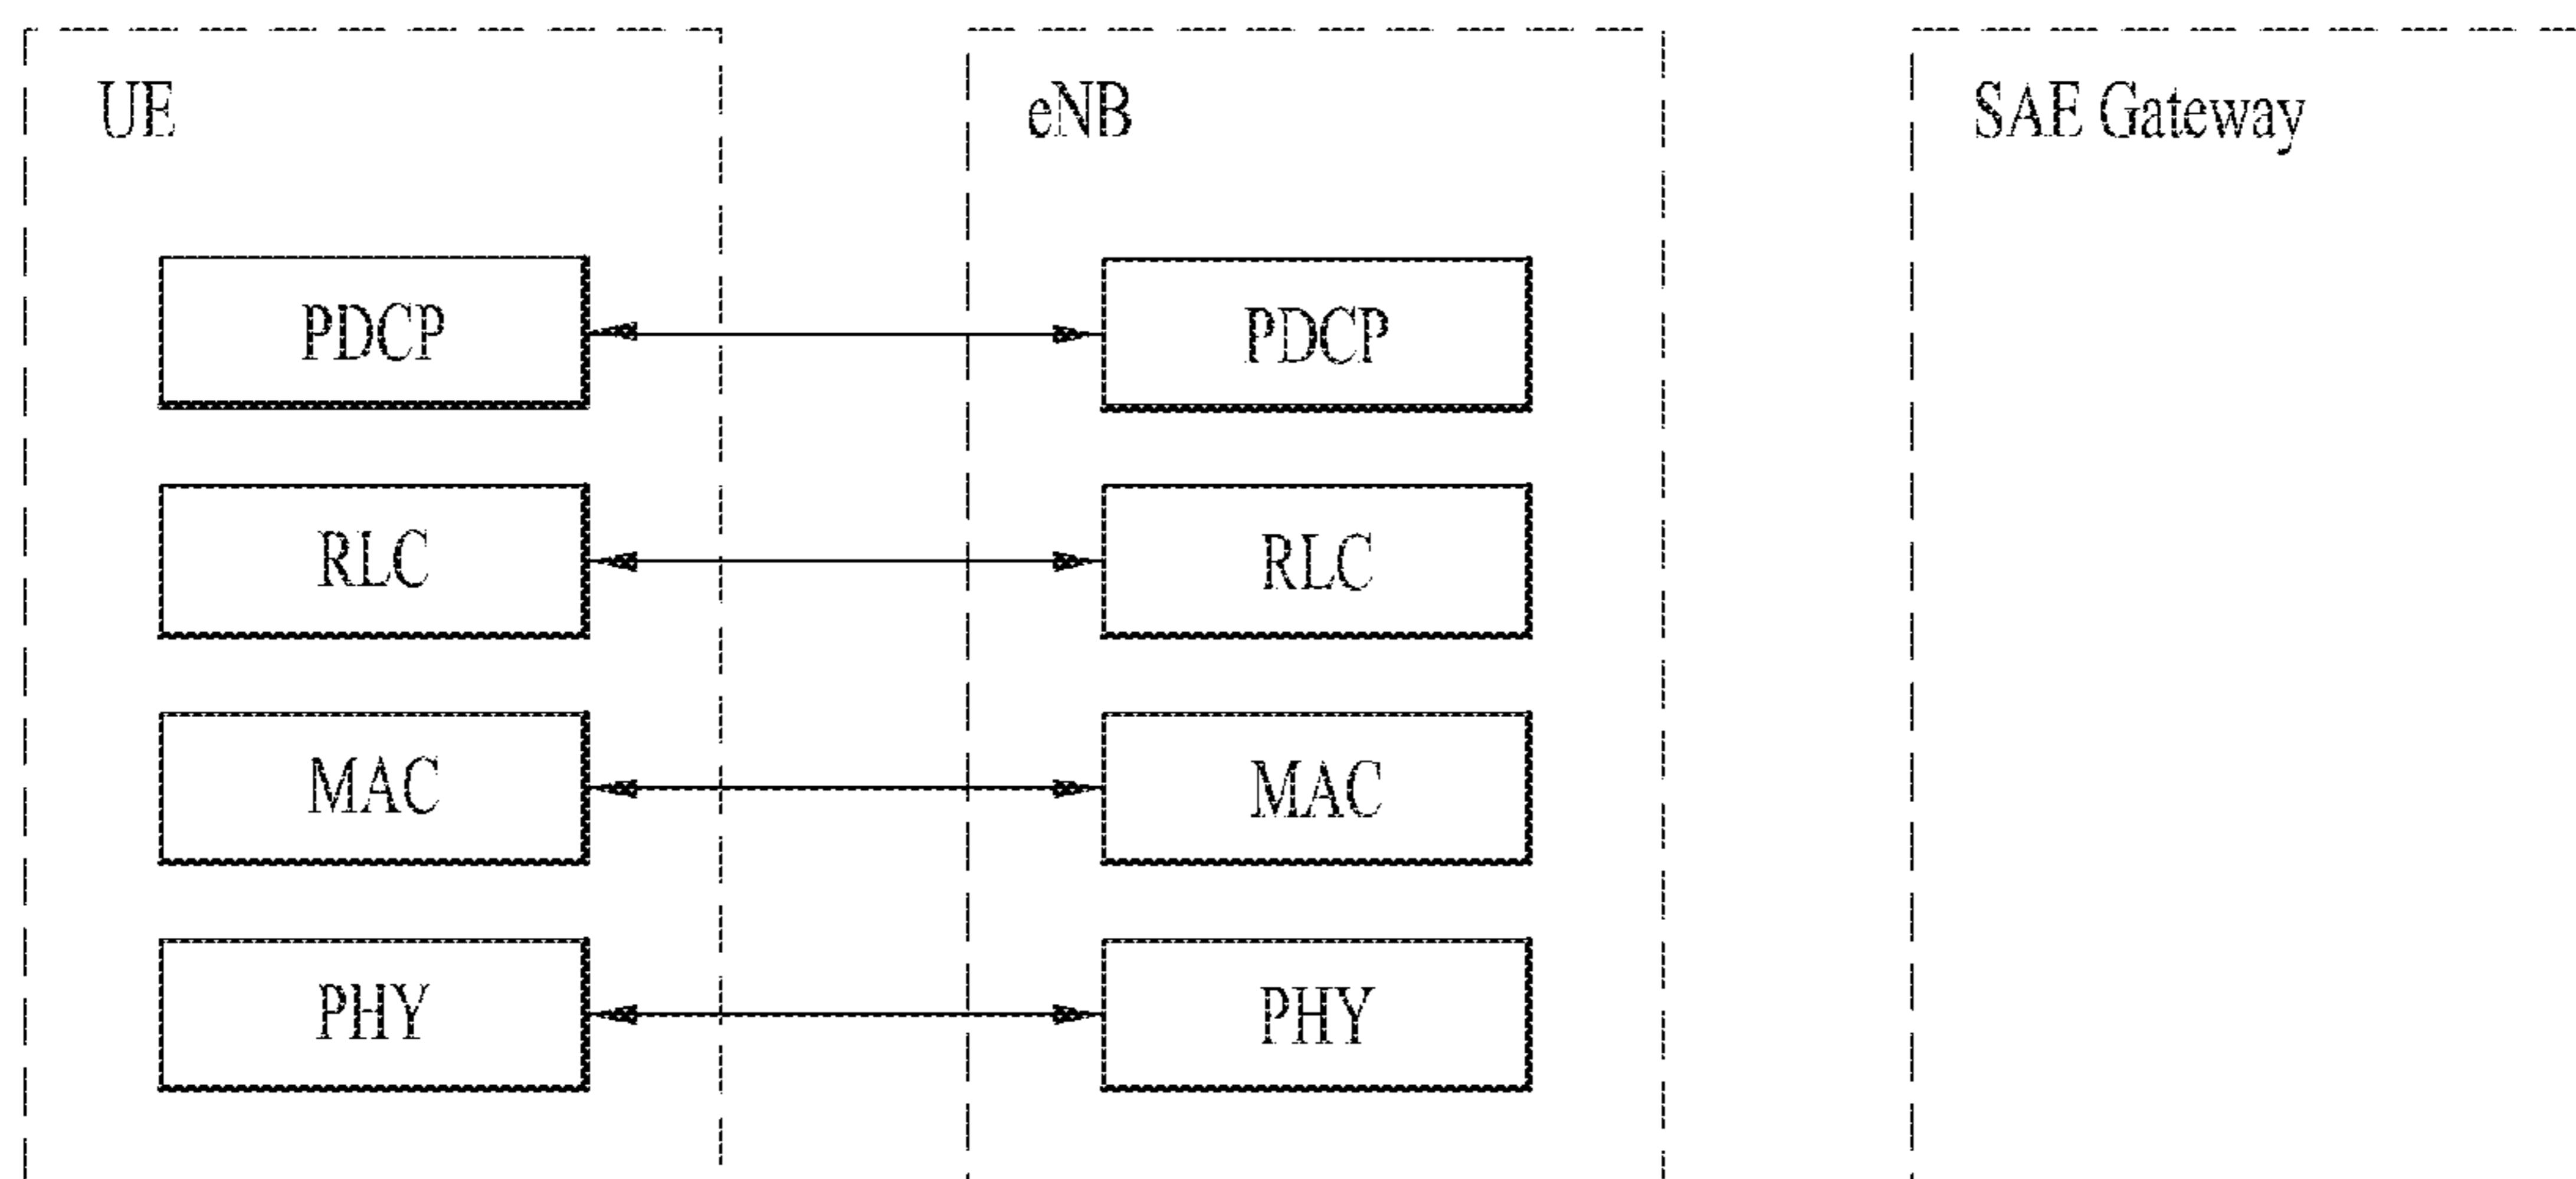 UE
eNB
SAE Gateway
PDCP
PDCP
RLC
RLC
MAC
MAC
PHY
PHY